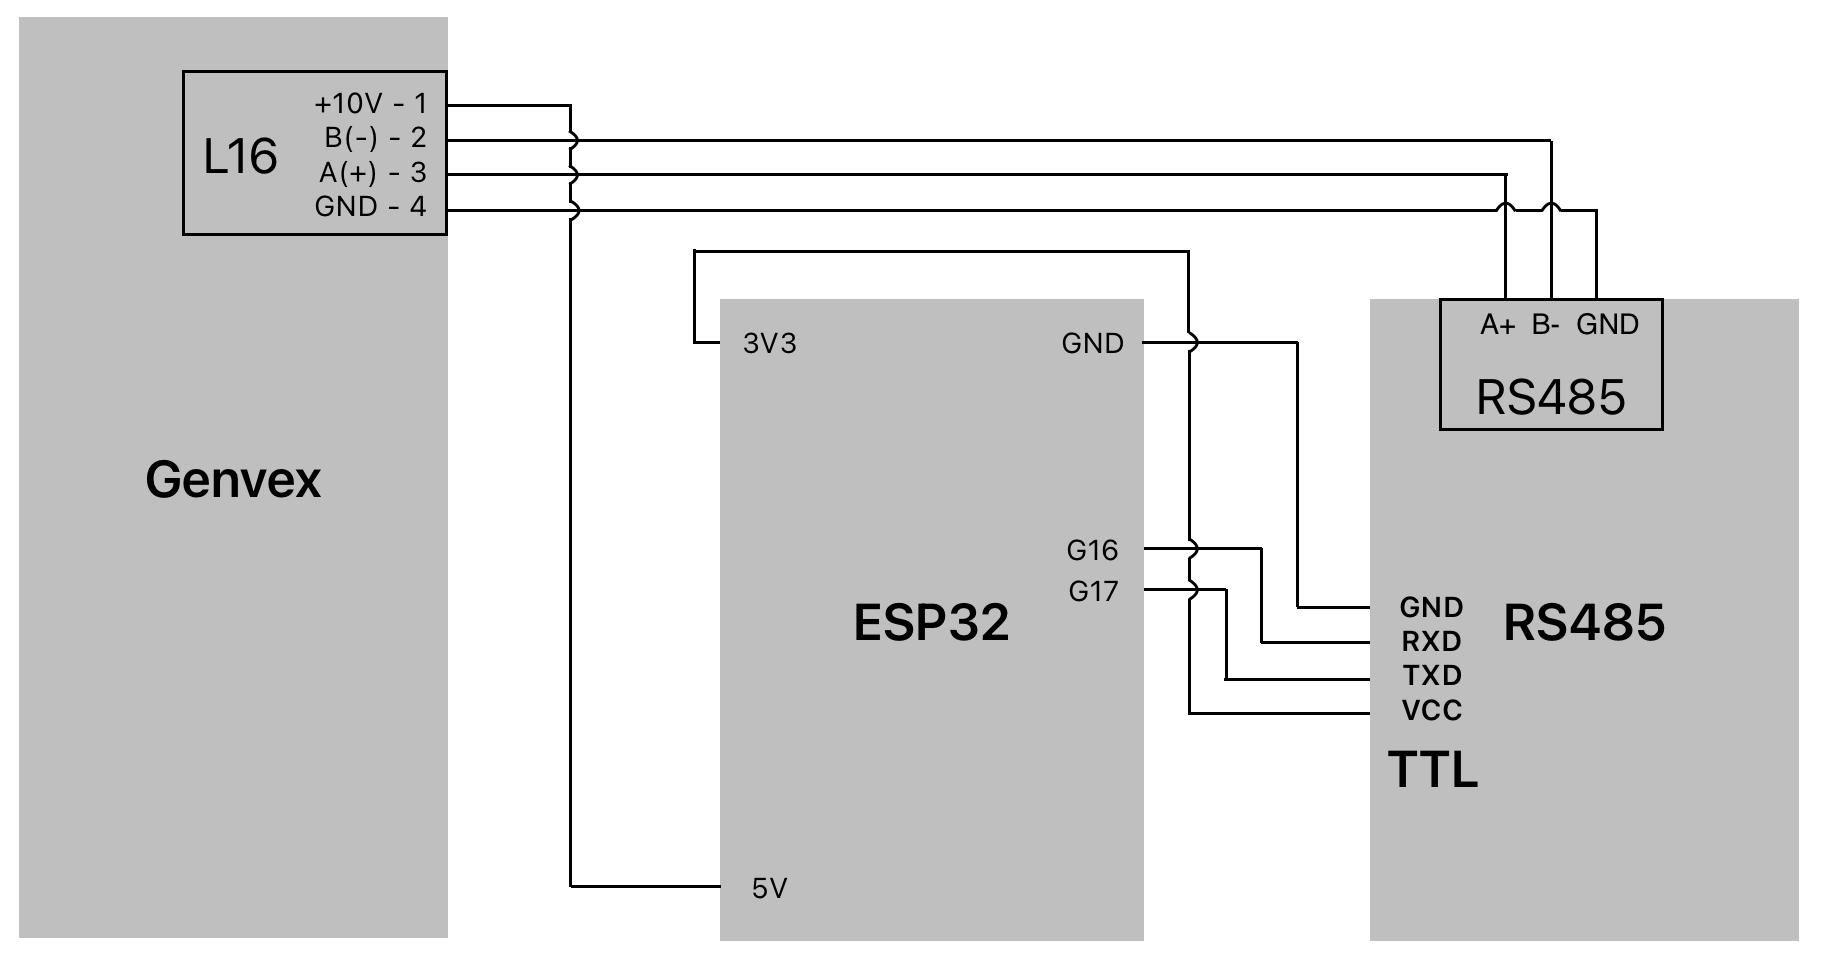 +10V - 1
B(-) - 2
A(+) - 3
GND - 4
L16
Genvex
3V3
GND
G16
G17
ESP32
5V
A+ B- GND
RS485
GND
RXD
TXD
VCC
RS485
TTL